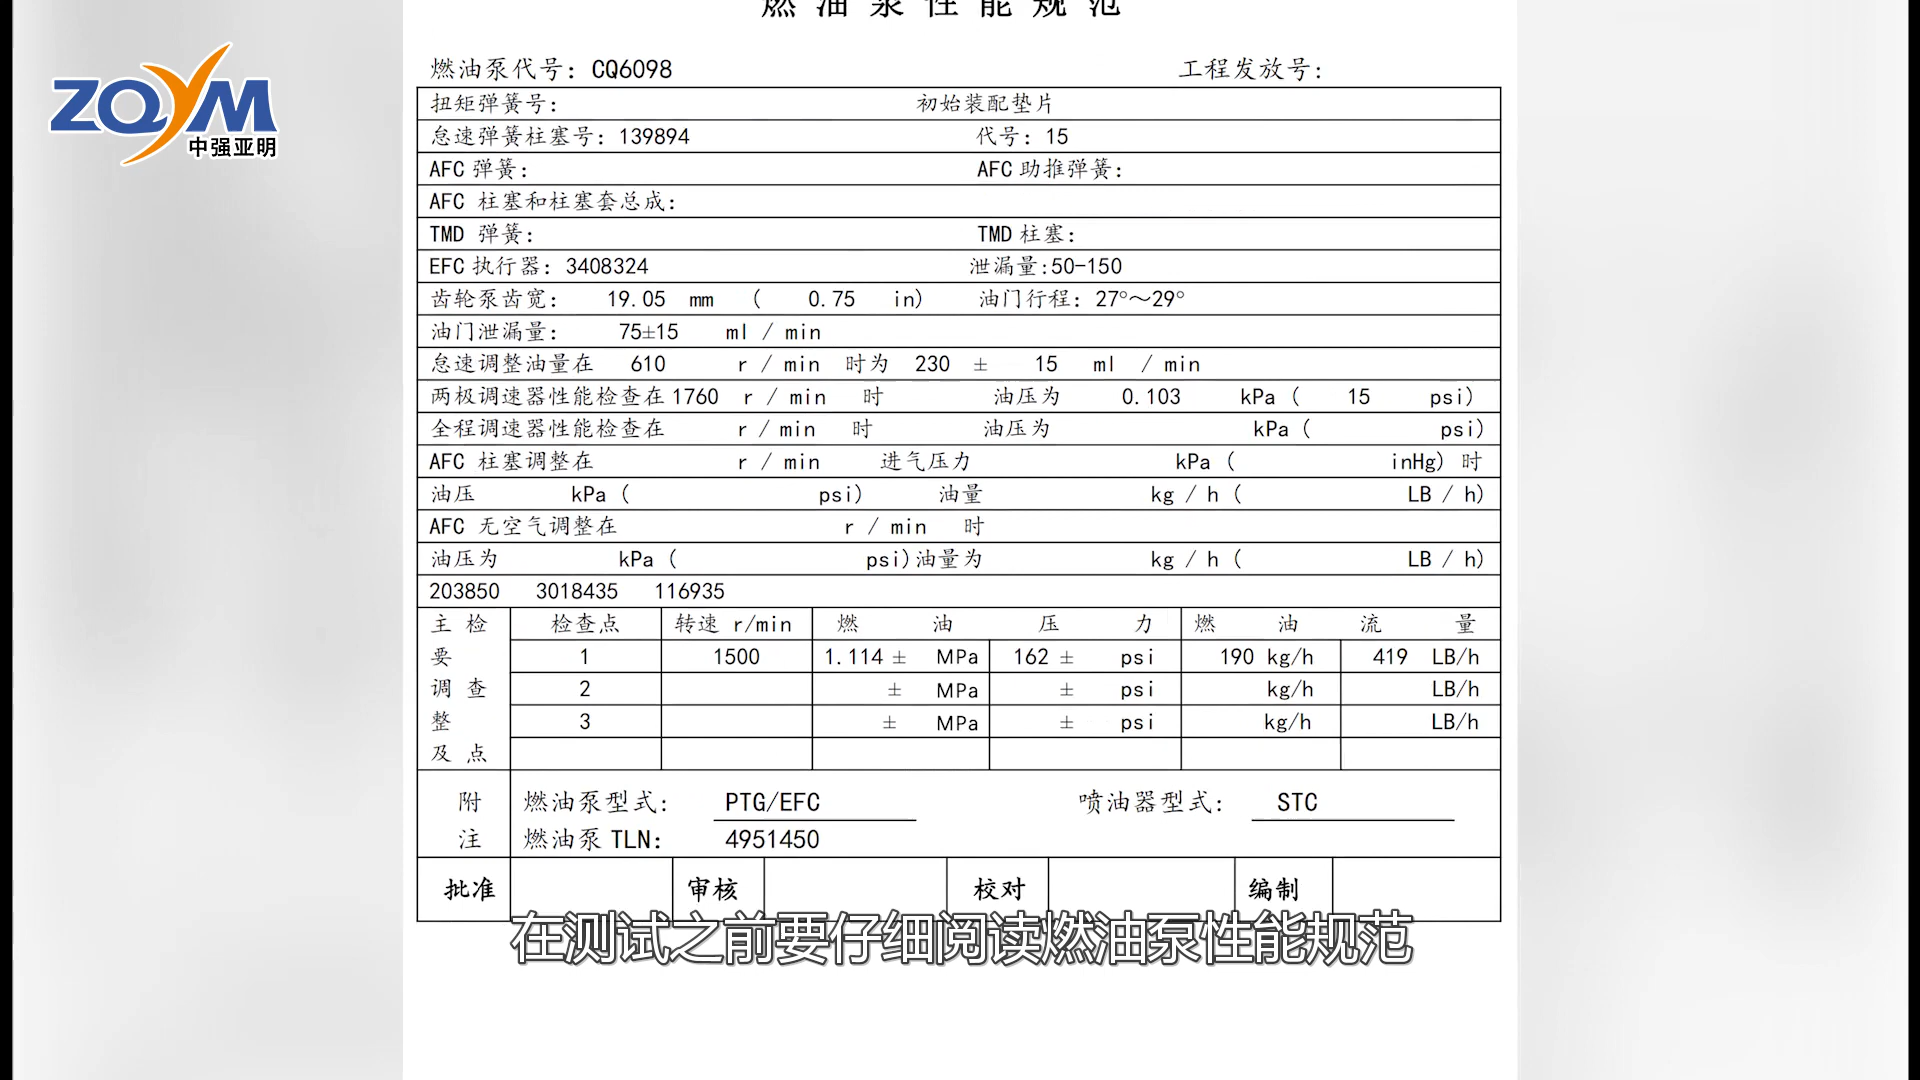 燃油泵性能规范
ZQYM
中强亚明
燃油泵代号: CQ6098 工程发放号:
扭矩弹簧号: 初始装配垫片
怠速弹簧柱塞号: 139894 代号: 15
AFC 弹簧: AFC 助推弹簧:
AFC 柱塞和柱塞套总成:
TMD 弹簧: TMD 柱塞:
EFC 执行器: 3408324 泄漏量:50-150
齿轮泵齿宽: 19.05 mm ( 0.75 in) 油门行程: 27°～29°
油门泄漏量: 75±15 ml / min
怠速调整油量在 610 r / min 时为 230 ± 15 ml / min
两极调速器性能检查在 1760 r / min 时 油压为 0.103 kPa ( 15 psi)
全程调速器性能检查在 r / min 时 油压为 kPa ( psi)
AFC 柱塞调整在 r / min 进气压力 kPa ( inHg) 时
油压 kPa ( psi) 油量 kg / h ( LB / h)
AFC 无空气调整在 r / min 时
油压为 kPa ( psi)油量为 kg / h ( LB / h)
203850 3018435 116935
主 检 检查点 转速 r/min 燃 油 压 力 燃 油 流 量
要 1 1500 1.114 ± MPa 162 ± psi 190 kg/h 419 LB/h
调 查 2 ± MPa ± psi kg/h LB/h
整 3 ± MPa ± psi kg/h LB/h
及 点
附 燃油泵型式: PTG/EFC 喷油器型式: STC
注 燃油泵 TLN: 4951450
批准 审核 校对 编制
在测试之前要仔细阅读燃油泵性能规范